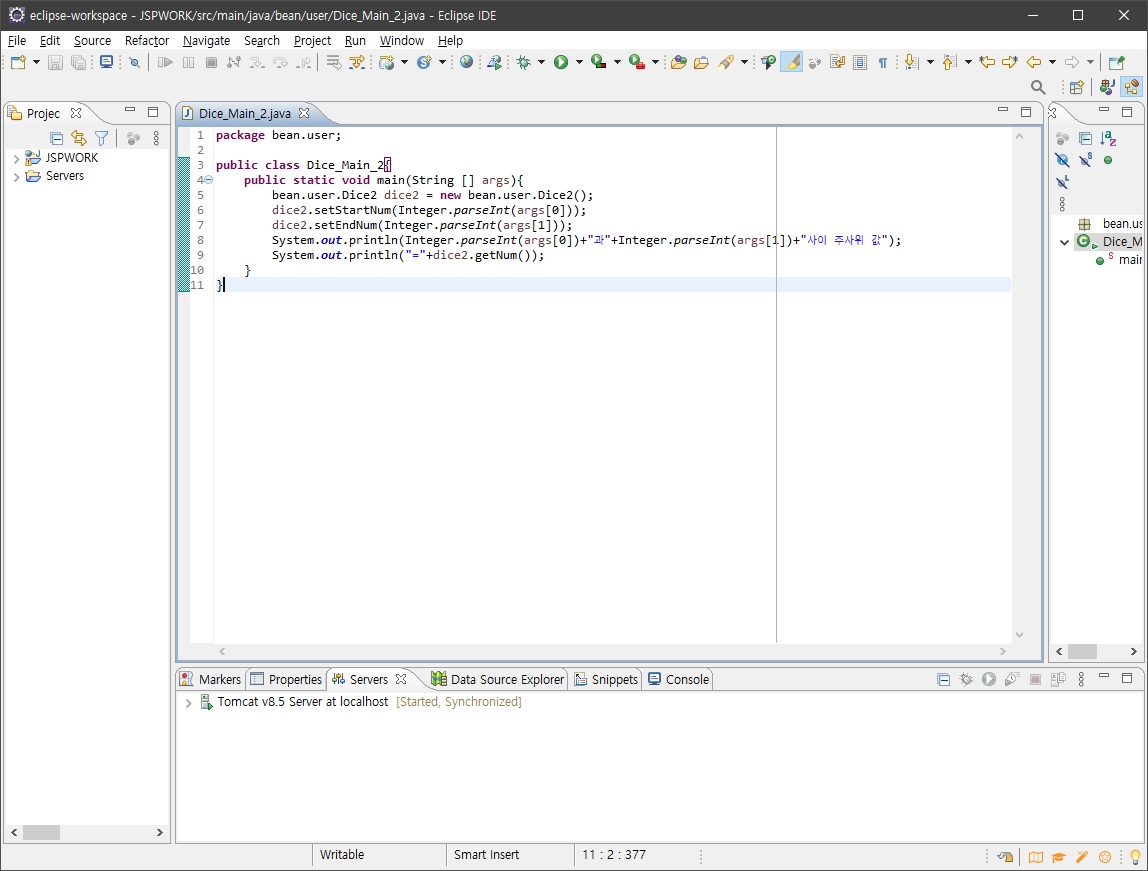 eclipse-workspace - JSPWORK/src/main/java/bean/user/Dice_Main_2.java - Eclipse IDE
File Edit Source Refactor Navigate Search Project Run Window Help
Projec
JSPWORK
Servers
Dice_Main_2.java
1 package bean.user;
2
3 public class Dice_Main_2{
4 public static void main(String [] args){
5 bean.user.Dice2 dice2 = new bean.user.Dice2();
6 dice2.setStartNum(Integer.parseInt(args[0]));
7 dice2.setEndNum(Integer.parseInt(args[1]));
8 System.out.println(Integer.parseInt(args[0])+"과"+Integer.parseInt(args[1])+"사이 주사위 값");
9 System.out.println("="+dice2.getNum());
10 }
11 }
bean.us
Dice_M
main
Markers Properties Servers Data Source Explorer Snippets Console
Tomcat v8.5 Server at localhost [Started, Synchronized]
Writable Smart Insert 11 : 2 : 377